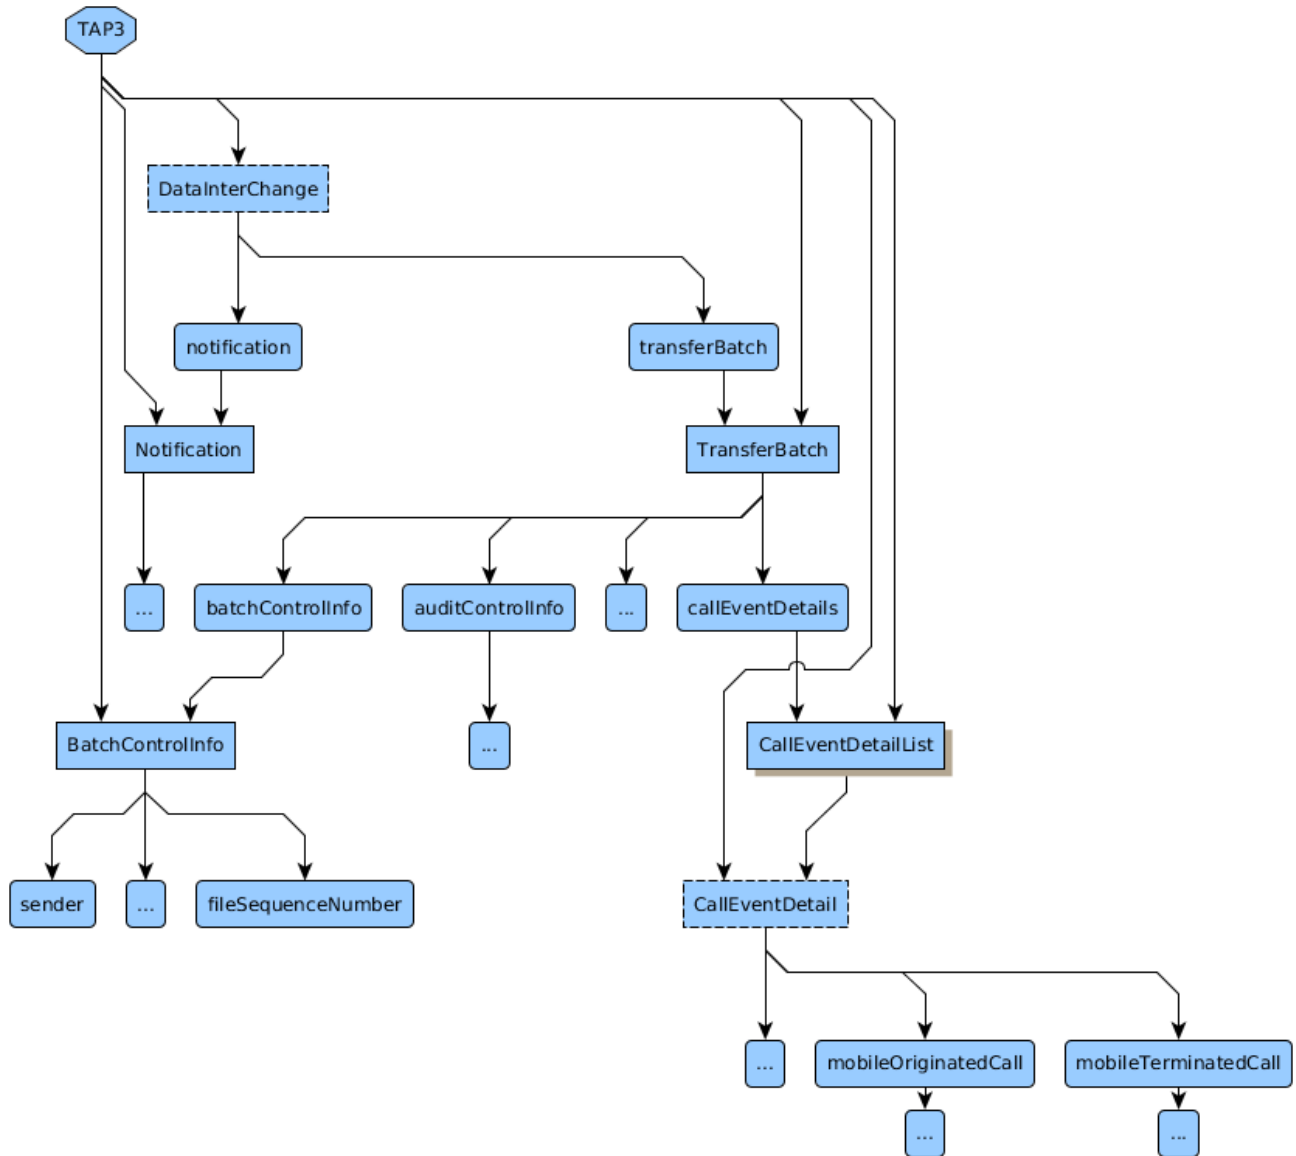 TAP3
DataInterChange
notification
transferBatch
Notification
TransferBatch
...
batchControlInfo
auditControlInfo
...
callEventDetails
BatchControlInfo
...
CallEventDetailList
sender
...
fileSequenceNumber
CallEventDetail
...
mobileOriginatedCall
mobileTerminatedCall
...
...